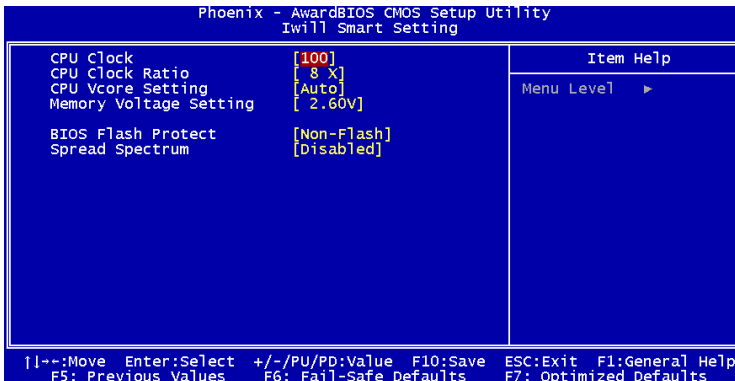 Phoenix - AwardBIOS CMOS Setup Utility
Iwill Smart Setting
CPU Clock [100]
CPU Clock Ratio [ 8 X]
CPU Vcore Setting [Auto]
Memory Voltage Setting [ 2.60V]
BIOS Flash Protect [Non-Flash]
Spread Spectrum [Disabled]
Item Help
Menu Level ►
↑↓→←:Move Enter:Select +/-/PU/PD:Value F10:Save ESC:Exit F1:General Help
F5: Previous Values F6: Fail-Safe Defaults F7: Optimized Defaults